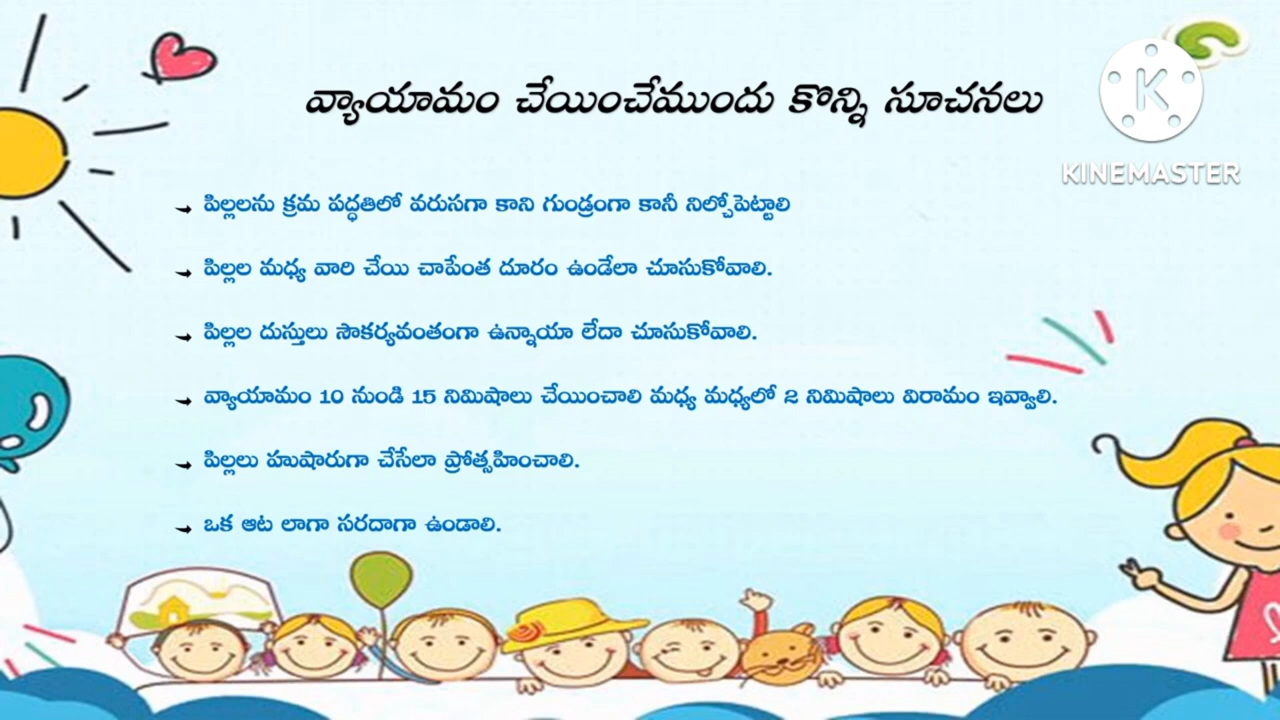 వ్యాయామం చేయించేముందు కొన్ని సూచనలు
K
KINEMASTER
పిల్లలను క్రమ పద్ధతిలో వరుసగా కాని గుండ్రంగా కానీ నిల్చోపెట్టాలి
పిల్లల మధ్య వారి చేయి చాపేంత దూరం ఉండేలా చూసుకోవాలి.
పిల్లల దుస్తులు సౌకర్యవంతంగా ఉన్నాయా లేదా చూసుకోవాలి.
వ్యాయామం 10 నుండి 15 నిమిషాలు చేయించాలి మధ్య మధ్యలో 2 నిమిషాలు విరామం ఇవ్వాలి.
పిల్లలు హుషారుగా చేసేలా ప్రోత్సహించాలి.
ఒక ఆట లాగా సరదాగా ఉండాలి.